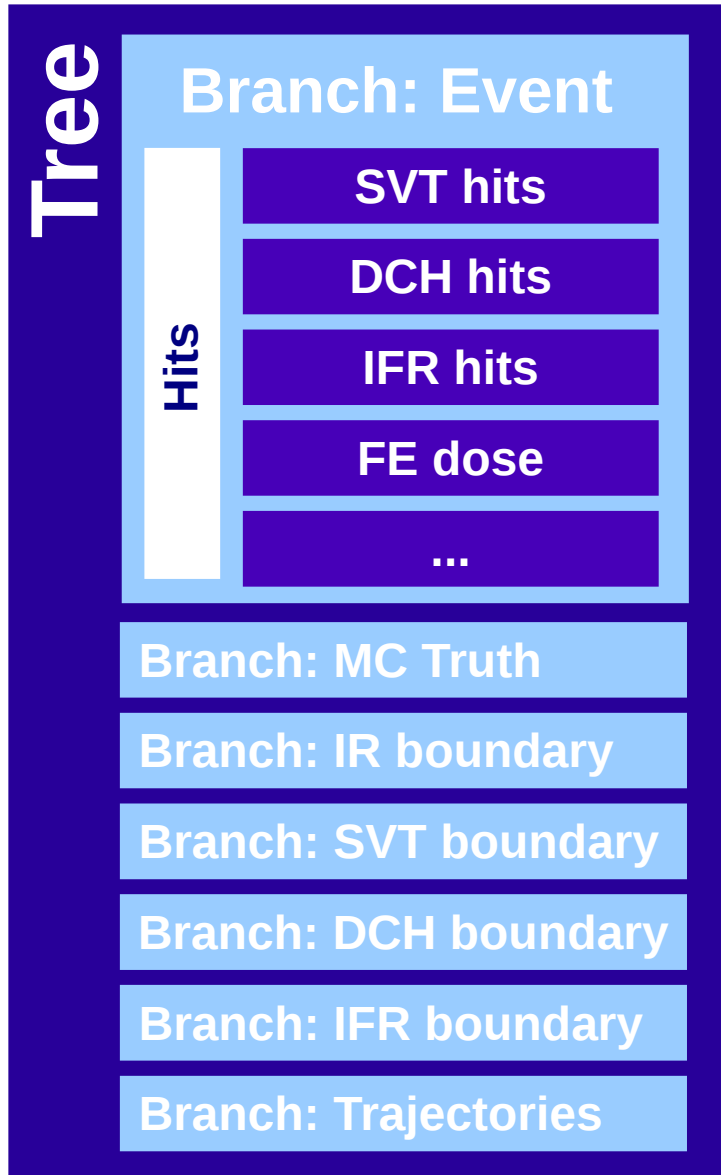 Tree
Branch: Event
Hits
SVT hits
DCH hits
IFR hits
FE dose
...
Branch: MC Truth
Branch: IR boundary
Branch: SVT boundary
Branch: DCH boundary
Branch: IFR boundary
Branch: Trajectories